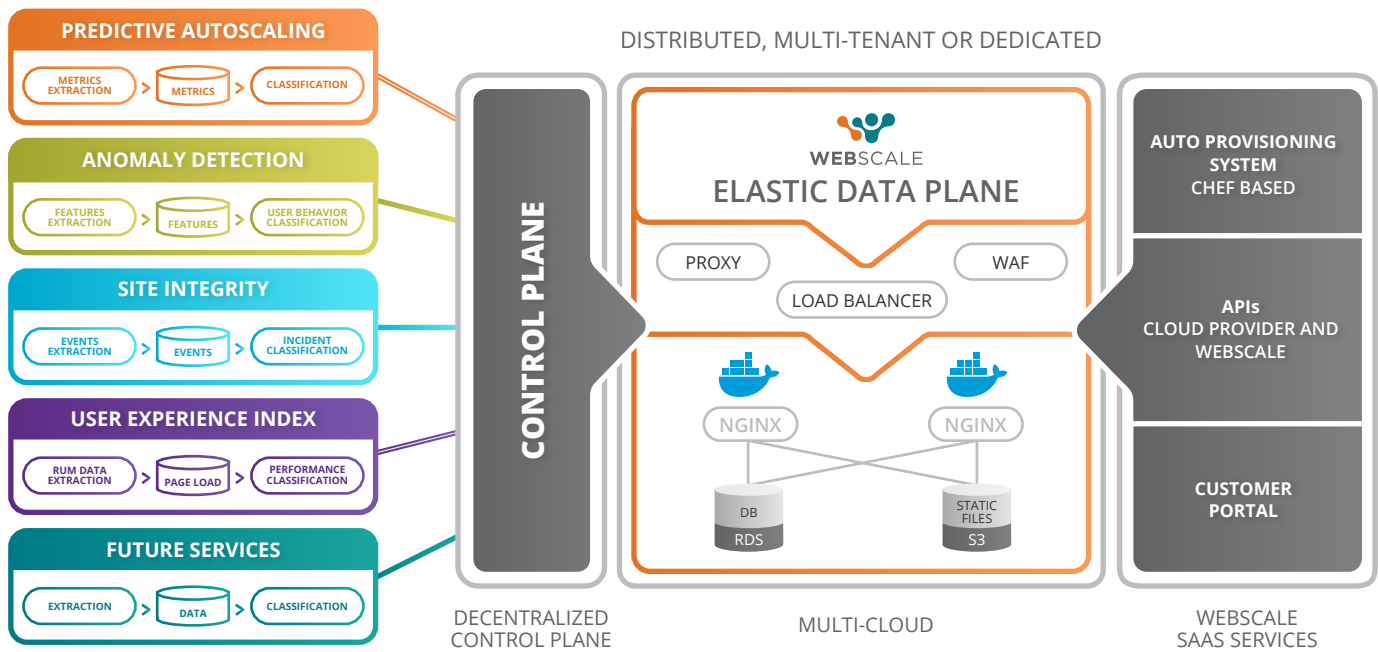 PREDICTIVE AUTOSCALING
METRICS
EXTRACTION
METRICS
CLASSIFICATION
ANOMALY DETECTION
FEATURES
EXTRACTION
FEATURES
USER BEHAVIOR
CLASSIFICATION
SITE INTEGRITY
EVENTS
EXTRACTION
EVENTS
INCIDENT
CLASSIFICATION
USER EXPERIENCE INDEX
RUM DATA
EXTRACTION
PAGE LOAD
PERFORMANCE
CLASSIFICATION
FUTURE SERVICES
EXTRACTION
DATA
CLASSIFICATION
CONTROL PLANE
DECENTRALIZED
CONTROL PLANE
DISTRIBUTED, MULTI-TENANT OR DEDICATED
WEBSCALE
ELASTIC DATA PLANE
PROXY
LOAD BALANCER
WAF
NGINX
NGINX
DB
RDS
STATIC
FILES
S3
MULTI-CLOUD
AUTO PROVISIONING
SYSTEM
CHEF BASED
APIs
CLOUD PROVIDER AND
WEBSCALE
CUSTOMER
PORTAL
WEBSCALE
SAAS SERVICES